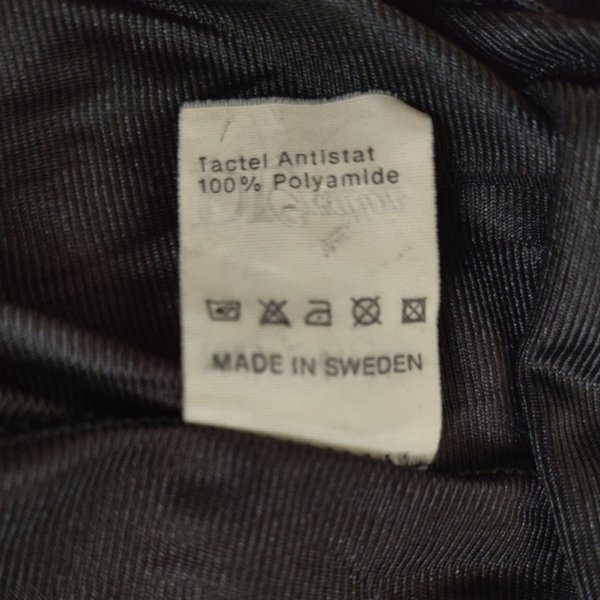 Tactel Antistat
100% Polyamide
MADE IN SWEDEN